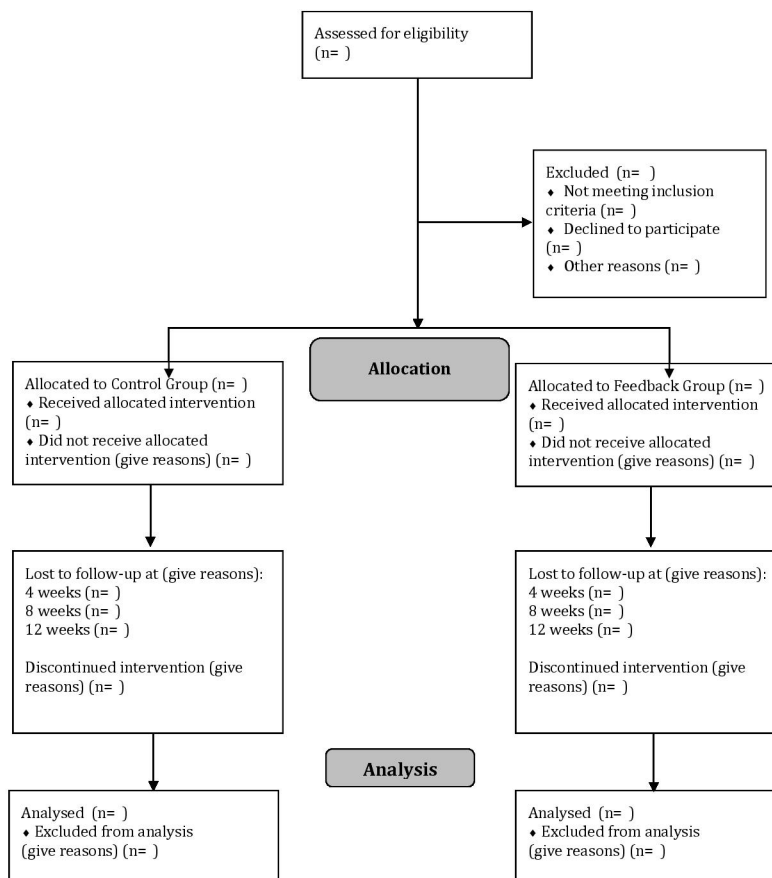 Assessed for eligibility
(n= )
Excluded (n= )
♦ Not meeting inclusion
criteria (n= )
♦ Declined to participate
(n= )
♦ Other reasons (n= )
Allocation
Allocated to Control Group (n= )
♦ Received allocated intervention
(n= )
♦ Did not receive allocated
intervention (give reasons) (n= )
Allocated to Feedback Group (n= )
♦ Received allocated intervention
(n= )
♦ Did not receive allocated
intervention (give reasons) (n= )
Lost to follow-up at (give reasons):
4 weeks (n= )
8 weeks (n= )
12 weeks (n= )
Discontinued intervention (give
reasons) (n= )
Lost to follow-up at (give reasons):
4 weeks (n= )
8 weeks (n= )
12 weeks (n= )
Discontinued intervention (give
reasons) (n= )
Analysis
Analysed (n= )
♦ Excluded from analysis
(give reasons) (n= )
Analysed (n= )
♦ Excluded from analysis
(give reasons) (n= )